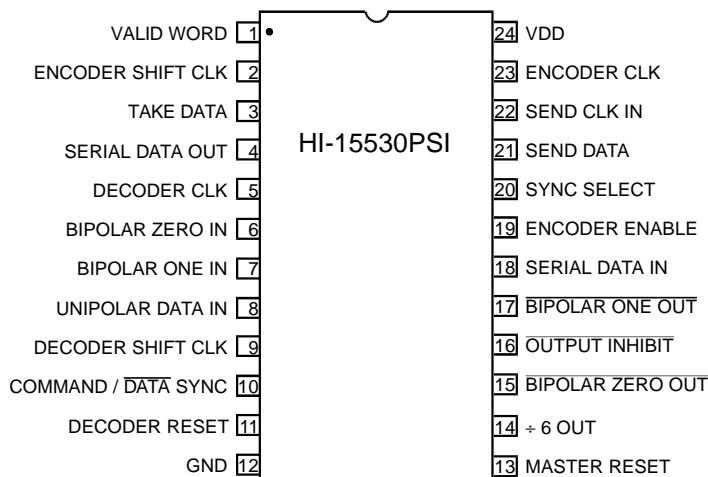 VALID WORD 1 24 VDD
ENCODER SHIFT CLK 2 23 ENCODER CLK
TAKE DATA 3 22 SEND CLK IN
SERIAL DATA OUT 4 HI-15530PSI 21 SEND DATA
DECODER CLK 5 20 SYNC SELECT
BIPOLAR ZERO IN 6 19 ENCODER ENABLE
BIPOLAR ONE IN 7 18 SERIAL DATA IN
UNIPOLAR DATA IN 8 17 BIPOLAR ONE OUT
DECODER SHIFT CLK 9 16 OUTPUT INHIBIT
COMMAND / DATA SYNC 10 15 BIPOLAR ZERO OUT
DECODER RESET 11 14 ÷ 6 OUT
GND 12 13 MASTER RESET